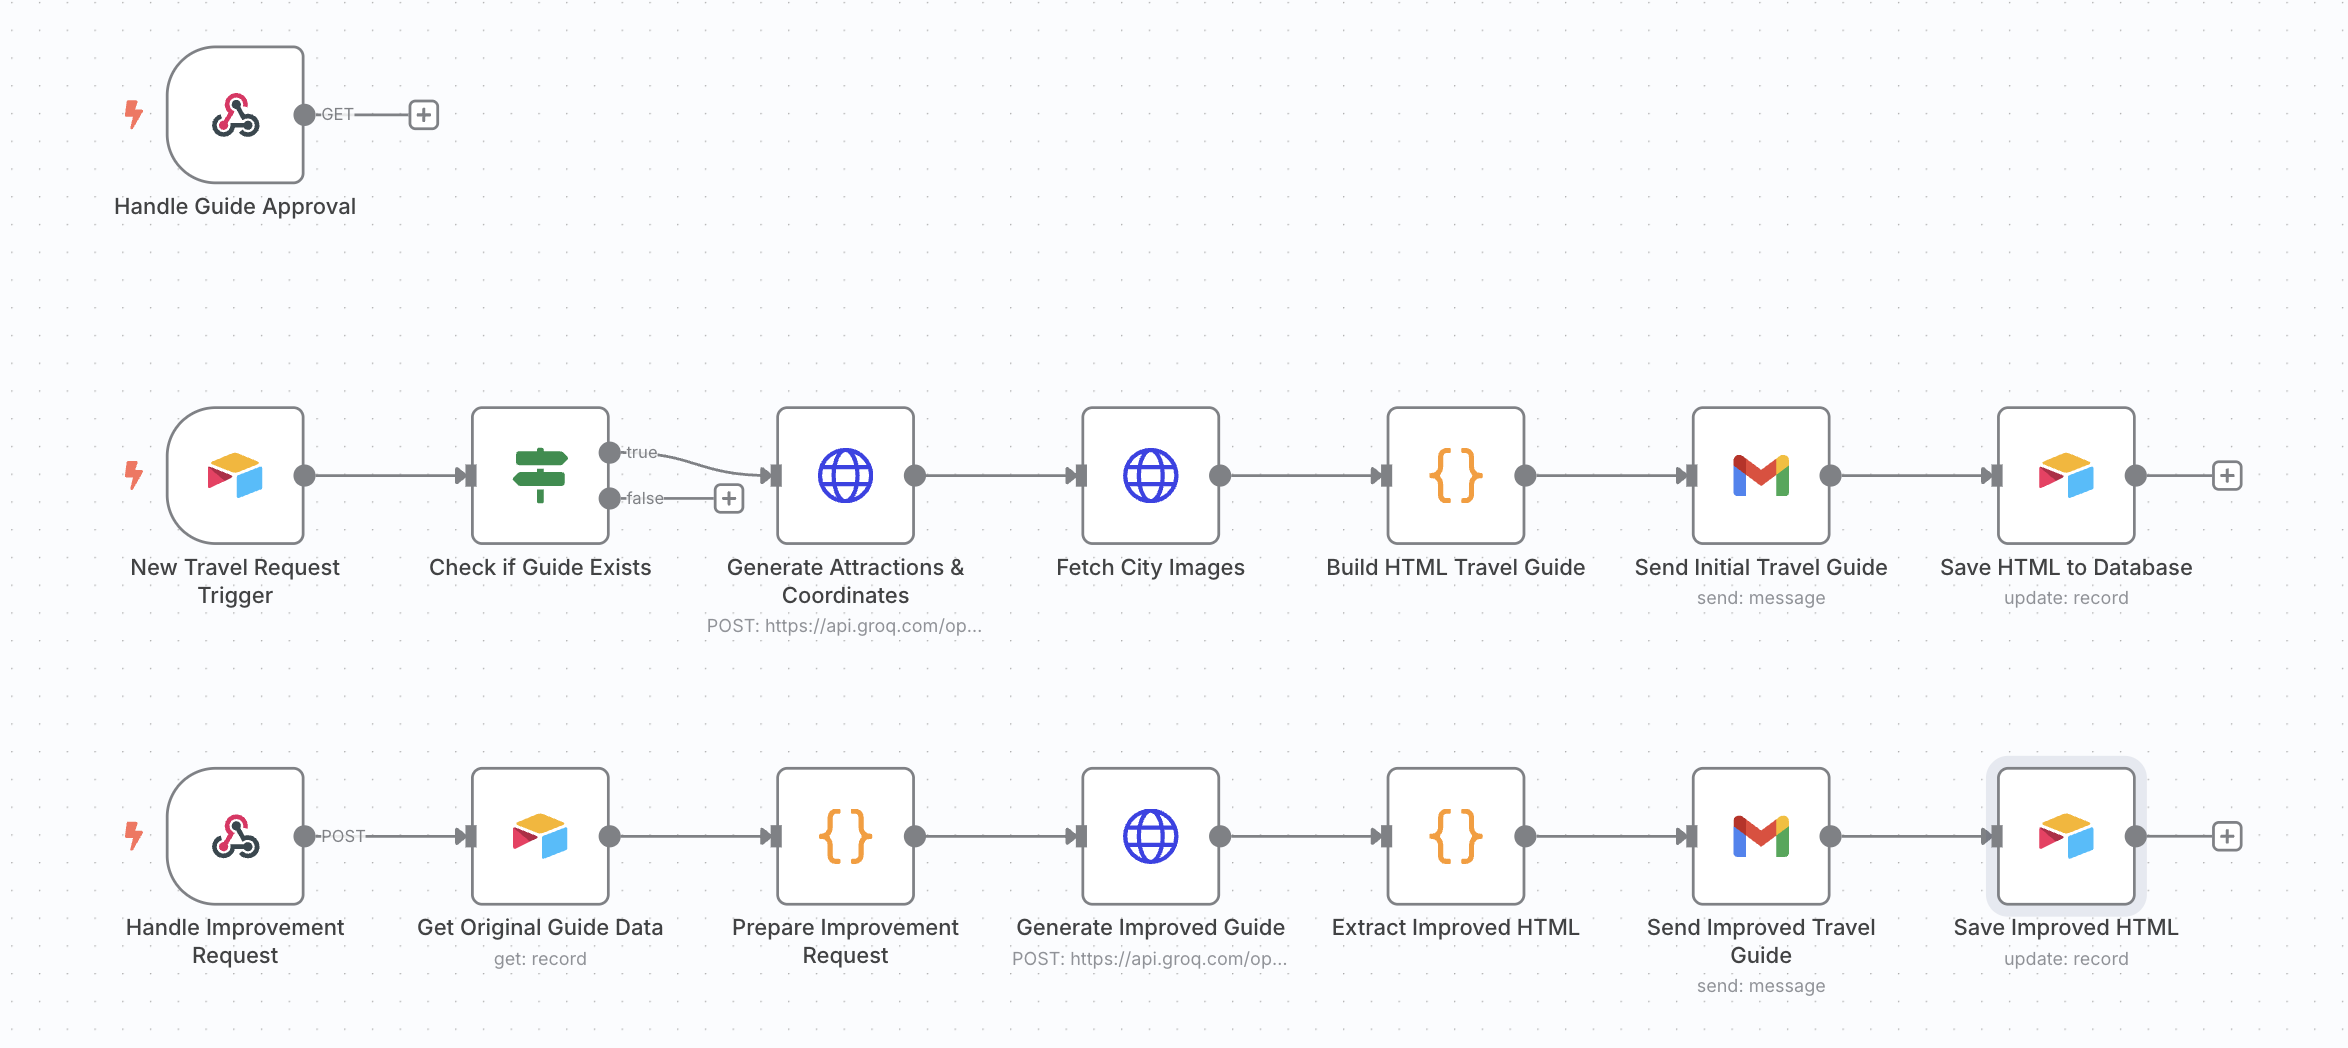 GET
Handle Guide Approval
true
false
New Travel Request
Trigger
Check if Guide Exists
Generate Attractions &
Coordinates
POST: https://api.groq.com/op...
Fetch City Images
Build HTML Travel Guide
Send Initial Travel Guide
send: message
Save HTML to Database
update: record
POST
Handle Improvement
Request
Get Original Guide Data
get: record
Prepare Improvement
Request
Generate Improved Guide
POST: https://api.groq.com/op...
Extract Improved HTML
Send Improved Travel
Guide
send: message
Save Improved HTML
update: record